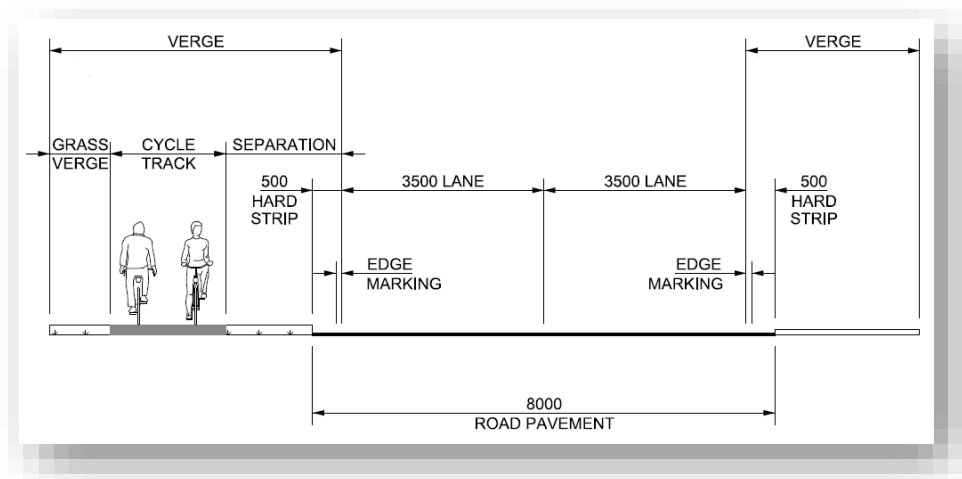 VERGE
VERGE
GRASS
VERGE
CYCLE
TRACK
SEPARATION
500
HARD
STRIP
3500 LANE
3500 LANE
500
HARD
STRIP
EDGE
MARKING
EDGE
MARKING
8000
ROAD PAVEMENT